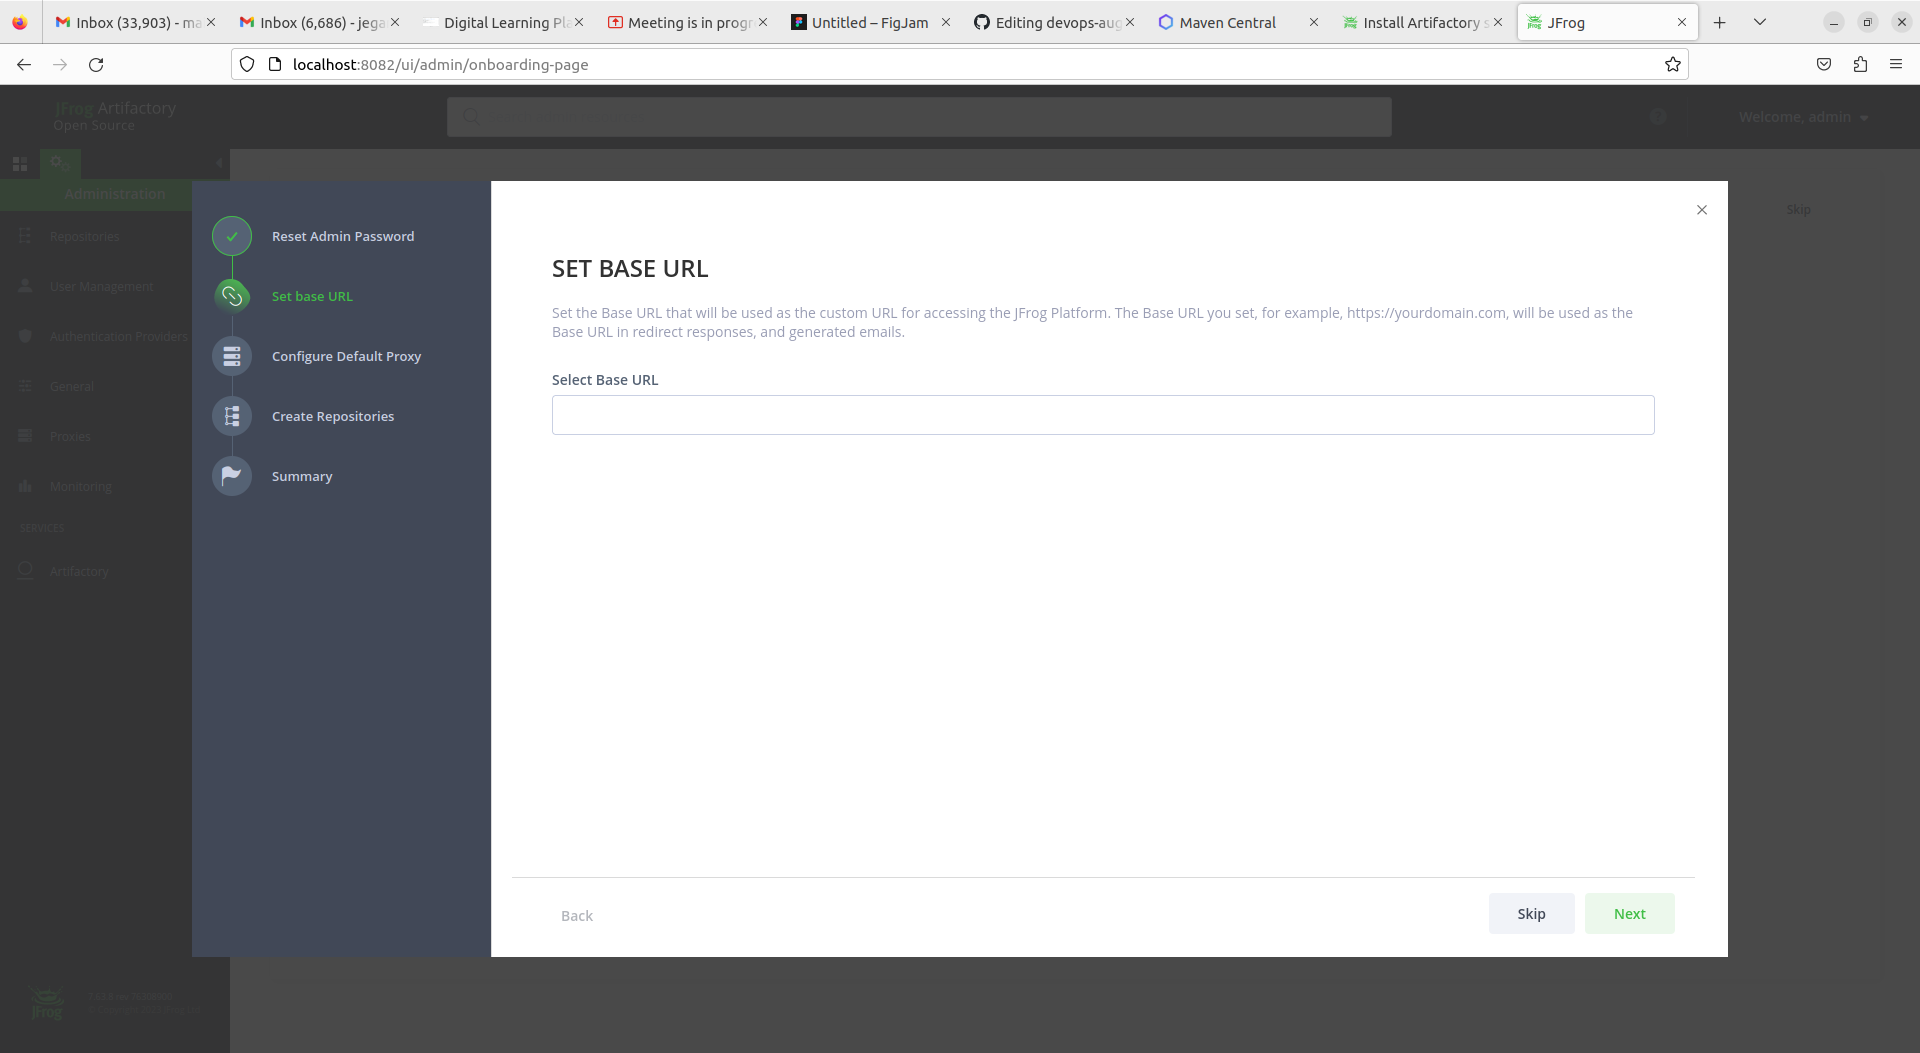 Inbox (33,903) - ma
Inbox (6,686) - jega
Digital Learning Pla
Meeting is in progr
Untitled – FigJam
Editing devops-aug
Maven Central
Install Artifactory s
JFrog
localhost:8082/ui/admin/onboarding-page
JFrog Artifactory
Open Source
Welcome, admin
Administration
Skip
Repositories
User Management
Authentication Providers
General
Proxies
Monitoring
SERVICES
Artifactory
Reset Admin Password
Set base URL
Configure Default Proxy
Create Repositories
Summary
SET BASE URL
Set the Base URL that will be used as the custom URL for accessing the JFrog Platform. The Base URL you set, for example, https://yourdomain.com, will be used as the
Base URL in redirect responses, and generated emails.
Select Base URL
Back
Skip
Next
JFrog